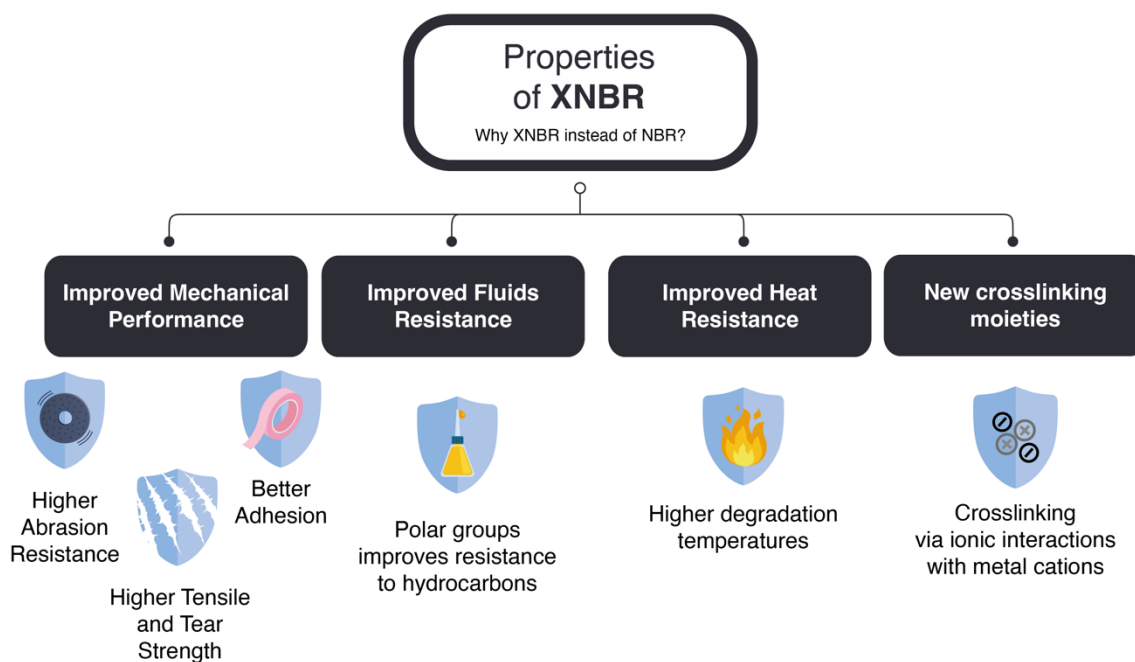 Properties
of XNBR
Why XNBR instead of NBR?
Improved Mechanical
Performance
Improved Fluids
Resistance
Improved Heat
Resistance
New crosslinking
moieties
Higher
Abrasion
Resistance
Higher Tensile
and Tear
Strength
Better
Adhesion
Polar groups
improves resistance
to hydrocarbons
Higher degradation
temperatures
Crosslinking
via ionic interactions
with metal cations